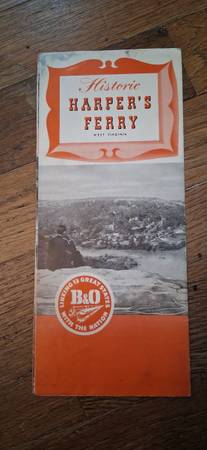 Historic
HARPER'S
FERRY
WEST VIRGINIA
LINKING 13 GREAT STATES
B&O
WITH THE NATION